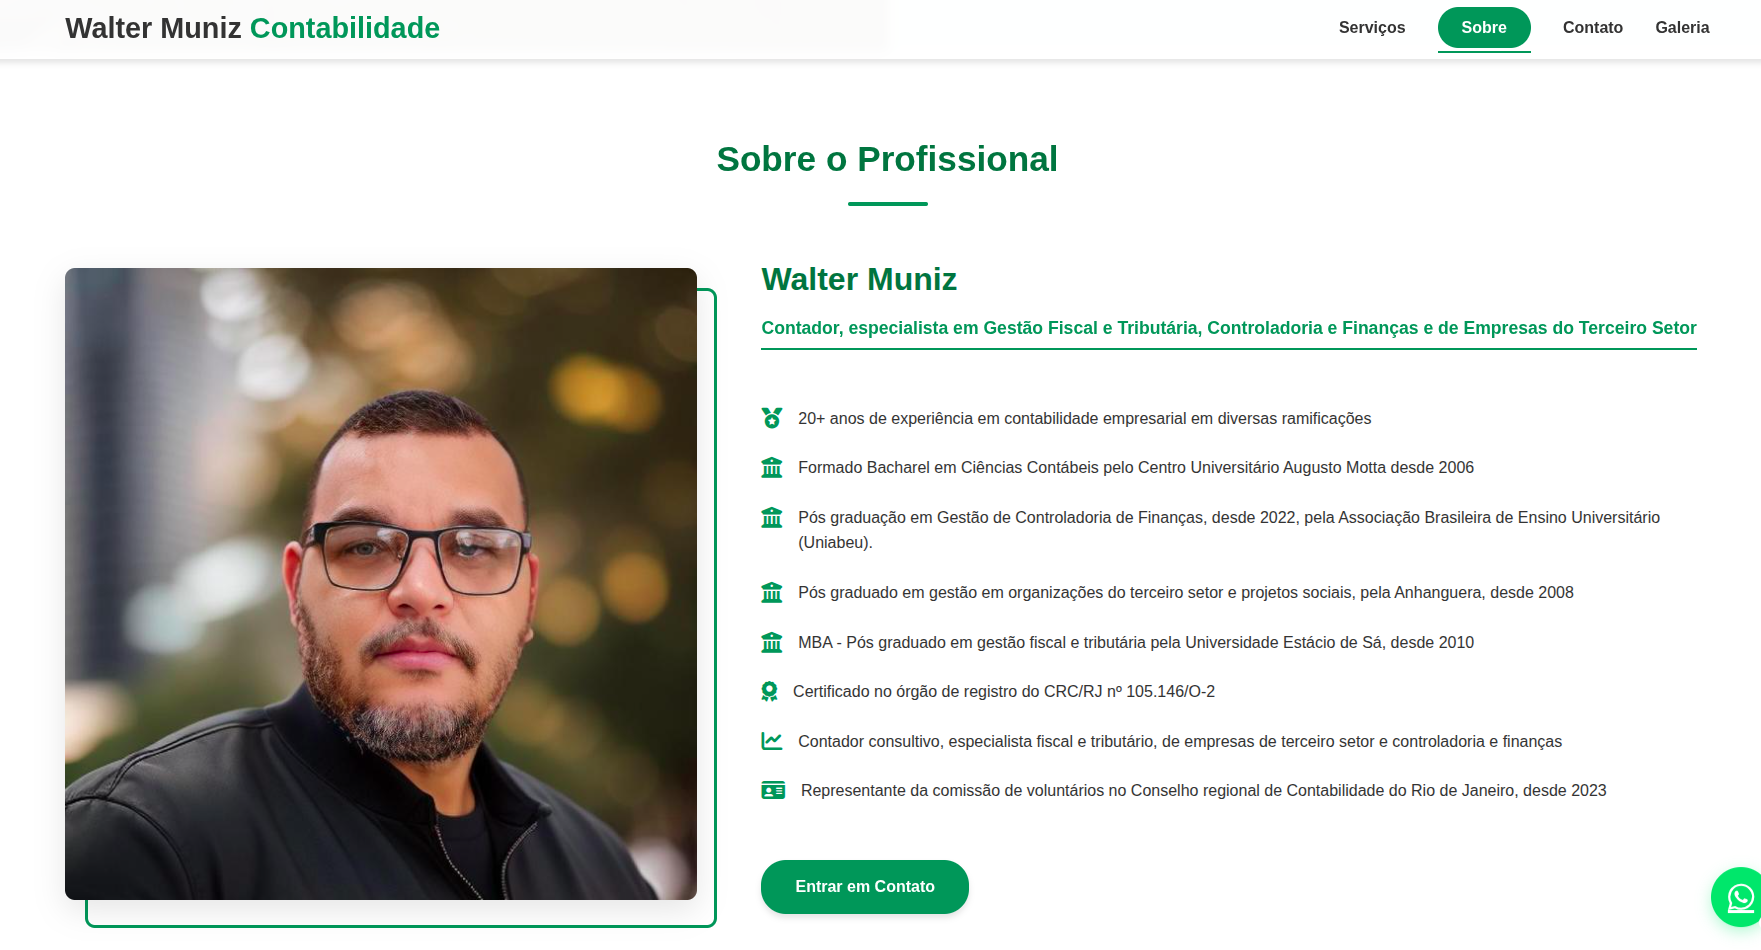 Walter Muniz Contabilidade
Serviços
Sobre
Contato
Galeria
Sobre o Profissional
Walter Muniz
Contador, especialista em Gestão Fiscal e Tributária, Controladoria e Finanças e de Empresas do Terceiro Setor
20+ anos de experiência em contabilidade empresarial em diversas ramificações
Formado Bacharel em Ciências Contábeis pelo Centro Universitário Augusto Motta desde 2006
Pós graduação em Gestão de Controladoria de Finanças, desde 2022, pela Associação Brasileira de Ensino Universitário
(Uniabeu).
Pós graduado em gestão em organizações do terceiro setor e projetos sociais, pela Anhanguera, desde 2008
MBA - Pós graduado em gestão fiscal e tributária pela Universidade Estácio de Sá, desde 2010
Certificado no órgão de registro do CRC/RJ nº 105.146/O-2
Contador consultivo, especialista fiscal e tributário, de empresas de terceiro setor e controladoria e finanças
Representante da comissão de voluntários no Conselho regional de Contabilidade do Rio de Janeiro, desde 2023
Entrar em Contato